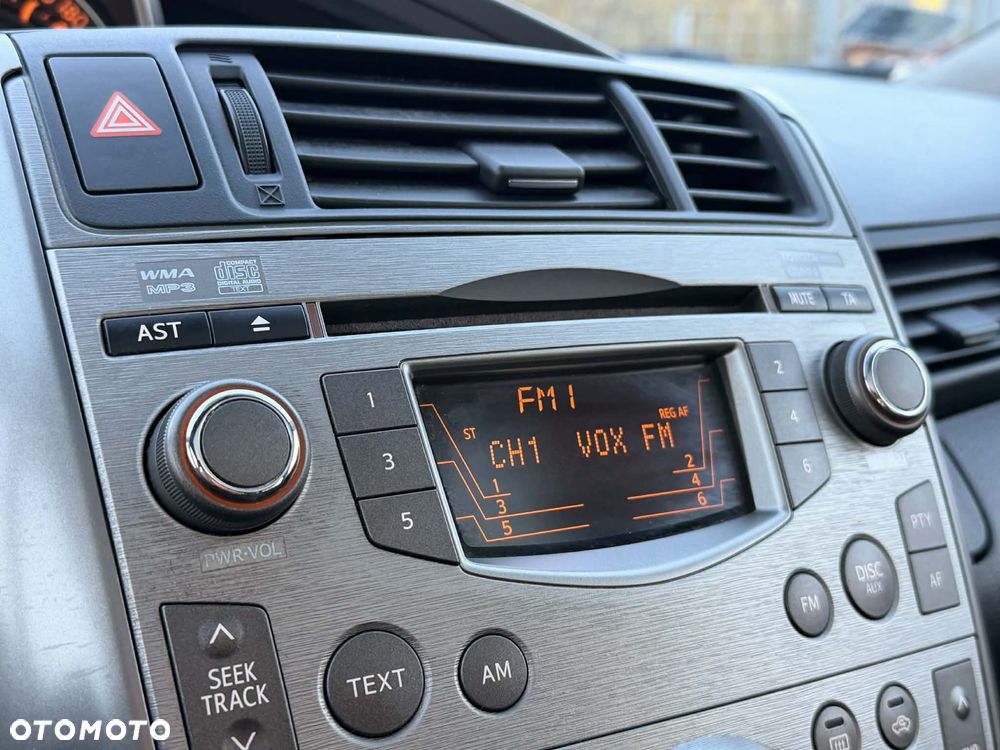 180
WMA
MP3
COMPACT
disc
DIGITAL AUDIO
TEXT
TOYOTA
AST
MUTE
TA
1
3
5
FM1
ST
REG AF
CH1 VOX FM
1
3
5
2
4
6
2
4
6
PWR·VOL
PTY
AF
DISC
AUX
FM
SEEK
TRACK
TEXT
AM
OTOMOTO